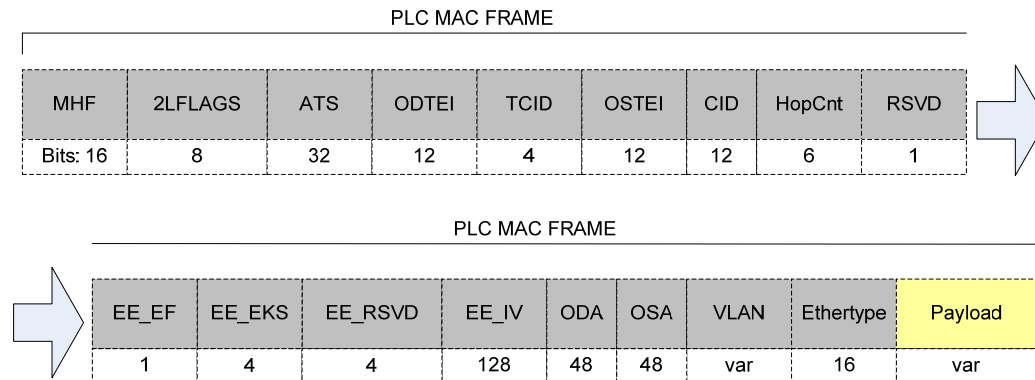 PLC MAC FRAME
MHF 2LFLAGS ATS ODTEI TCID OSTEI CID HopCnt RSVD
Bits: 16 8 32 12 4 12 12 6 1
PLC MAC FRAME
EE_EF EE_EKS EE_RSVD EE_IV ODA OSA VLAN Ethertype Payload
1 4 4 128 48 48 var 16 var